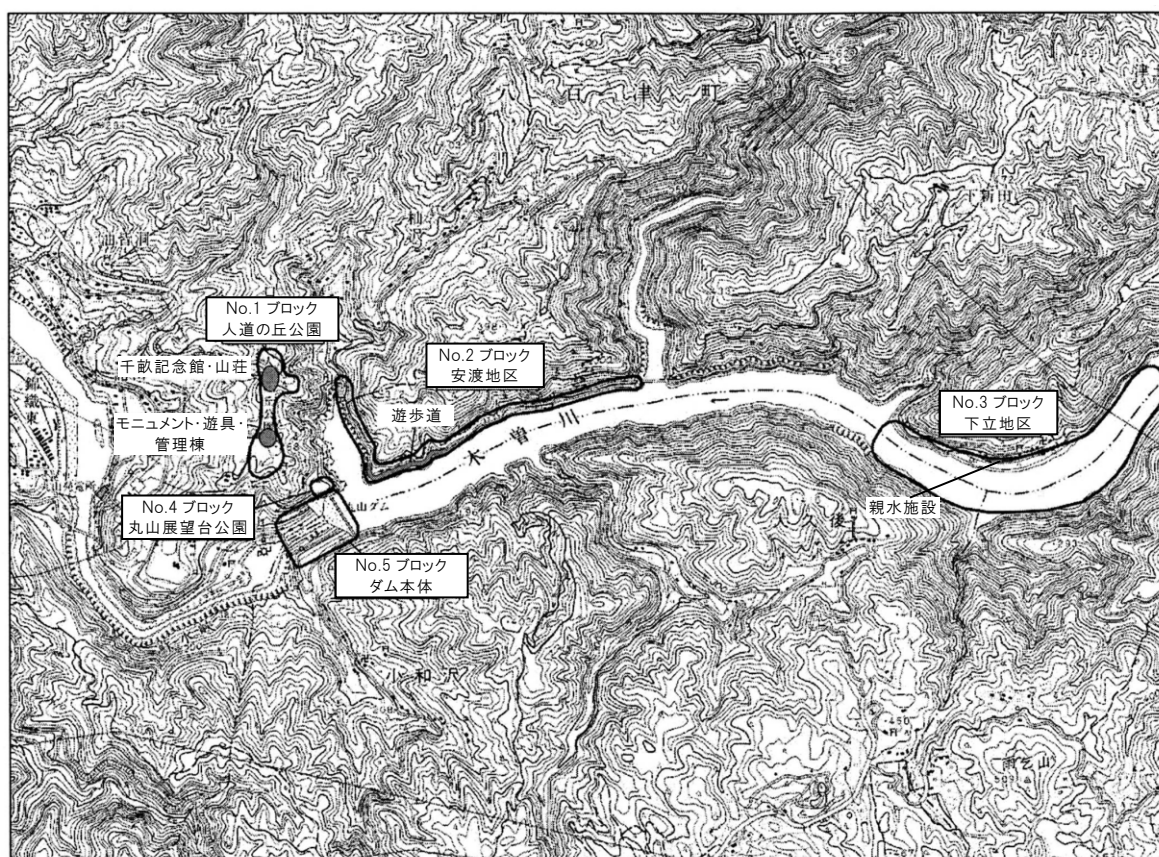 八百津町
下新田
No.1 ブロック
人道の丘公園
千畝記念館・山荘
モニュメント・遊具・
管理棟
No.2 ブロック
安渡地区
遊歩道
No.3 ブロック
下立地区
木曽川
親水施設
No.4 ブロック
丸山展望台公園
丸山ダム
No.5 ブロック
ダム本体
小和沢